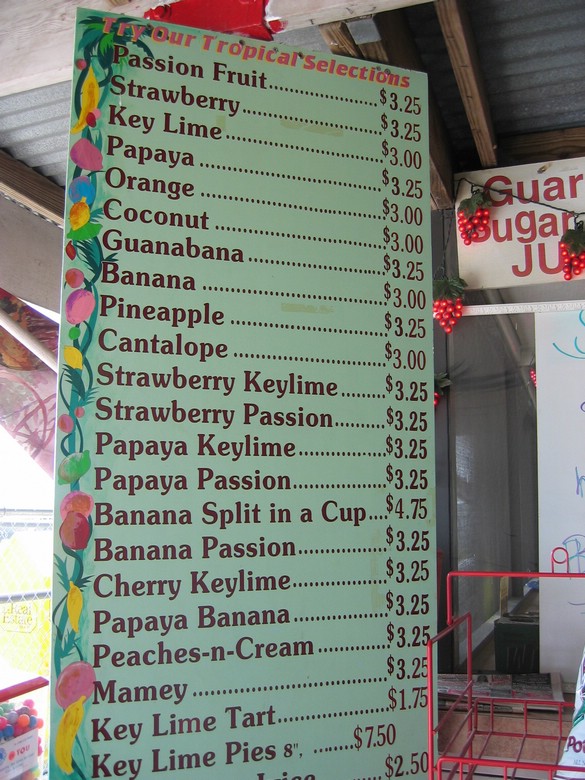 Try Our Tropical Selections
Passion Fruit....................$3.25
Strawberry.........................$3.25
Key Lime............................$3.00
Papaya................................$3.25
Orange................................$3.00
Coconut..............................$3.00
Guanabana........................$3.25
Banana................................$3.00
Pineapple...........................$3.25
Cantalope...........................$3.00
Strawberry Keylime........$3.25
Strawberry Passion..........$3.25
Papaya Keylime................$3.25
Papaya Passion..................$3.25
Banana Split in a Cup...$4.75
Banana Passion.................$3.25
Cherry Keylime..................$3.25
Papaya Banana..................$3.25
Peaches-n-Cream..............$3.25
Mamey....................................$3.25
Key Lime Tart....................$1.75
Key Lime Pies 8", .......$7.50
Juice $2.50
Guar
Sugar
JU